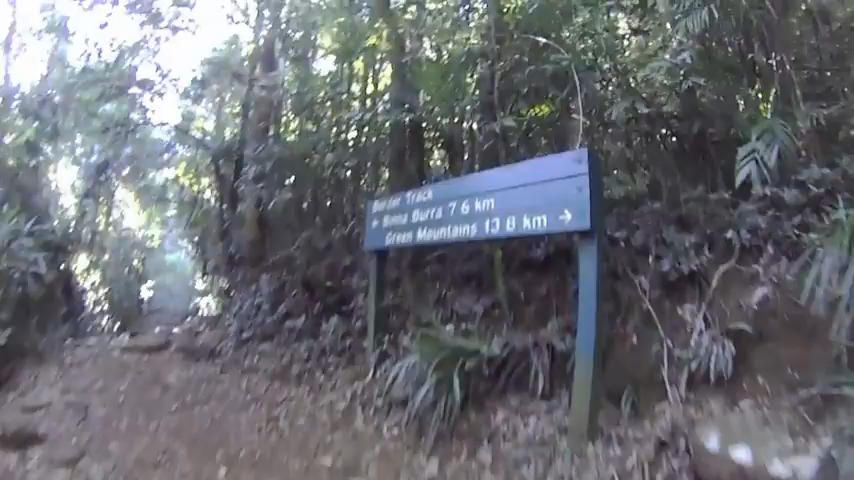 Border Track
← Binna Burra 7.6 km
Green Mountains 13.8 km →